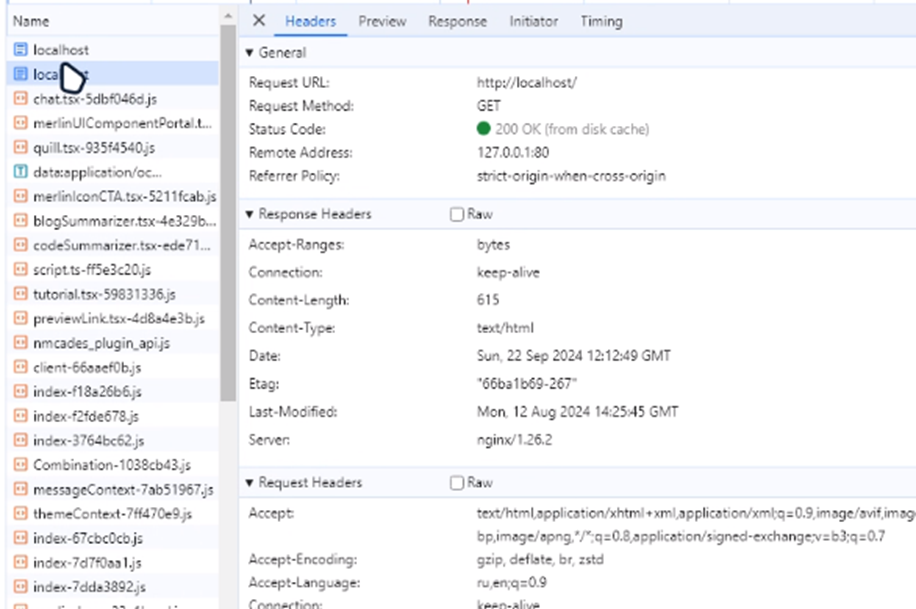 Name
localhost
localhost
chat.tsx-5dbf046d.js
merlinUIComponentPortal.t...
quill.tsx-935f4540.js
data:application/oc...
merlinIconCTA.tsx-5211fcab.js
blogSummarizer.tsx-4e329b...
codeSummarizer.tsx-ede71...
script.ts-ff5e3c20.js
tutorial.tsx-59831336.js
previewLink.tsx-4d8a4e3b.js
nmcades_plugin_api.js
client-66aaef0b.js
index-f18a26b6.js
index-f2fde678.js
index-3764bc62.js
Combination-1038cb43.js
messageContext-7ab51967.js
themeContext-7ff470e9.js
index-67cbc0cb.js
index-7d7f0aa1.js
index-7dda3892.js
Headers Preview Response Initiator Timing
General
Request URL: http://localhost/
Request Method: GET
Status Code: 200 OK (from disk cache)
Remote Address: 127.0.0.1:80
Referrer Policy: strict-origin-when-cross-origin
Response Headers Raw
Accept-Ranges: bytes
Connection: keep-alive
Content-Length: 615
Content-Type: text/html
Date: Sun, 22 Sep 2024 12:12:49 GMT
Etag: "66ba1b69-267"
Last-Modified: Mon, 12 Aug 2024 14:25:45 GMT
Server: nginx/1.26.2
Request Headers Raw
Accept: text/html,application/xhtml+xml,application/xml;q=0.9,image/avif,imag
bp,image/apng,*/*;q=0.8,application/signed-exchange;v=b3;q=0.7
Accept-Encoding: gzip, deflate, br, zstd
Accept-Language: ru,en;q=0.9
Connection: keep-alive